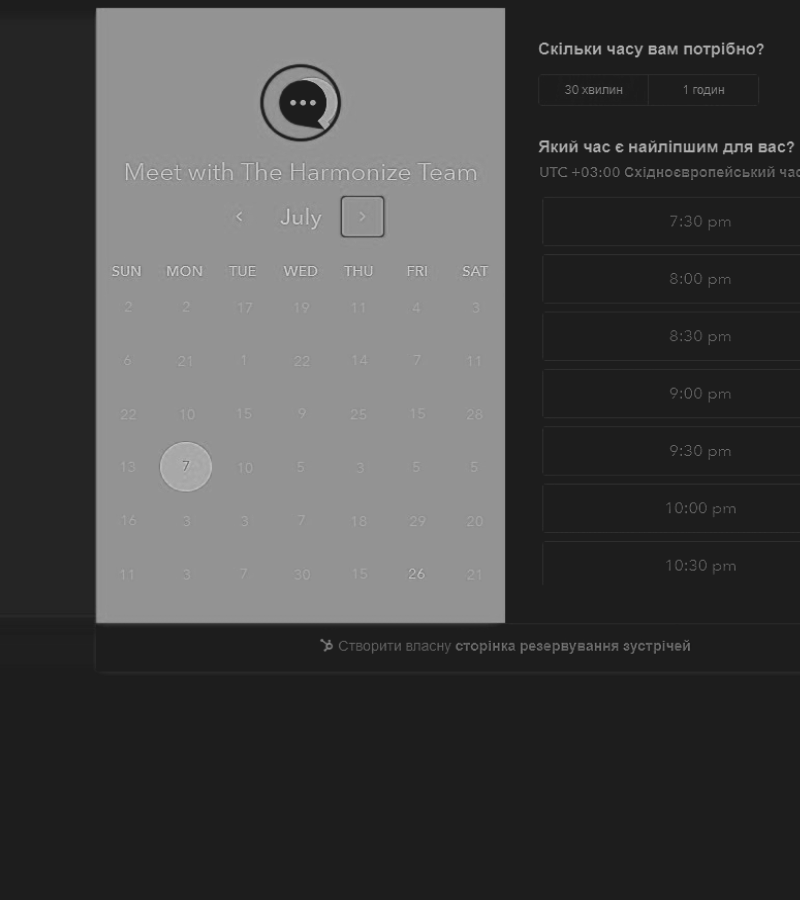 Meet with The Harmonize Team
July
SUN MON TUE WED THU FRI SAT
2 2 17 19 11 4 3
6 21 1 22 14 7 11
22 10 15 9 25 15 28
13 7 10 5 3 5 5
16 3 3 7 18 29 20
11 3 7 30 15 26 21
Скільки часу вам потрібно?
30 хвилин 1 годин
Який час є найліпшим для вас?
UTC +03:00 Східноєвропейський час
7:30 pm
8:00 pm
8:30 pm
9:00 pm
9:30 pm
10:00 pm
10:30 pm
Створити власну сторінка резервування зустрічей